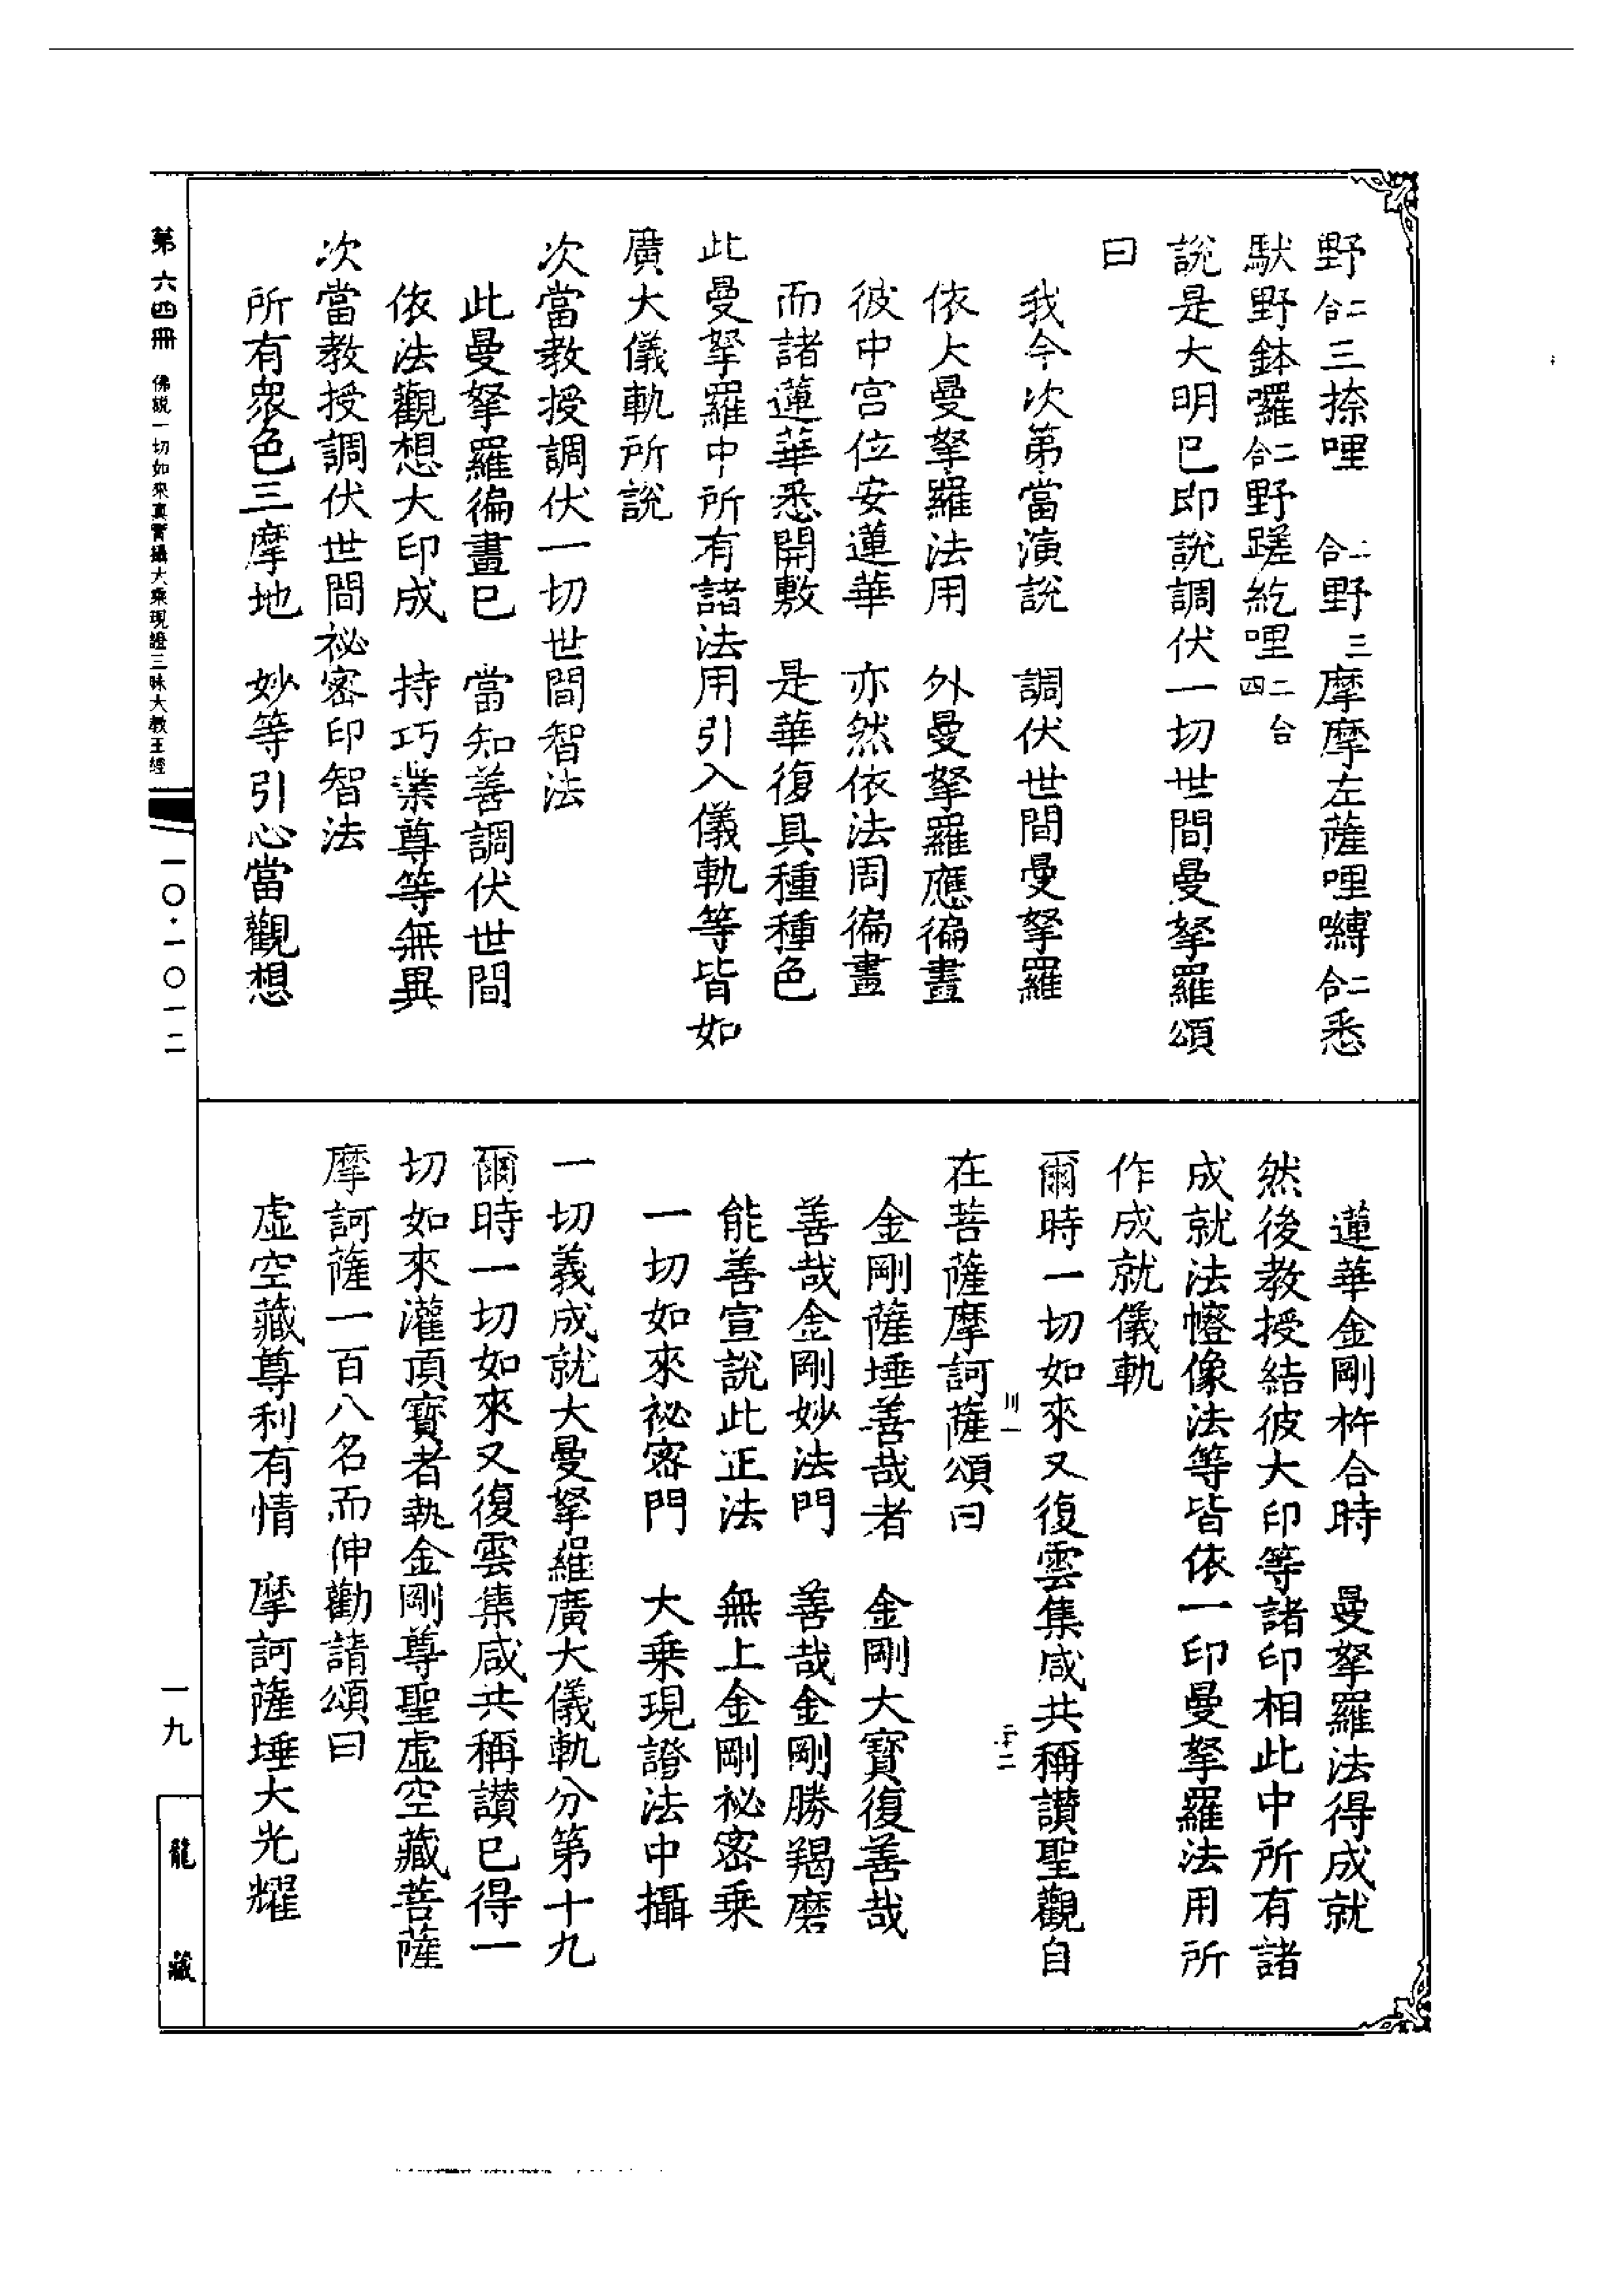 野二合三捺哩二合野三摩摩左薩哩嚩二合悉
馱野鉢囉二合野蹉紇哩二合四
說是大明已即說調伏一切世間曼拏羅頌
曰
我今次第當演說　調伏世間曼拏羅
依大曼拏羅法用　外曼拏羅應徧畫
彼中宫位安蓮華　亦然依法周徧畫
而諸蓮華悉開敷　是華復具種種色
此曼拏羅中所有諸法用引入儀軌等皆如
廣大儀軌所說
次當教授調伏一切世間智法
此曼拏羅徧畫已　當知善調伏世間
依法觀想大印成　持巧業尊等無異
次當教授調伏世間祕密印智法
所有衆色三摩地　妙等引心當觀想
蓮華金剛杵合時　曼拏羅法得成就
然後教授結彼大印等諸印相此中所有諸
成就法㡧像法等皆依一印曼拏羅法用所
作成就儀軌
爾時一切如來又復雲集咸共稱讚聖觀自
在菩薩摩訶薩頌曰
金剛薩埵善哉者　金剛大寶復善哉
善哉金剛妙法門　善哉金剛勝羯磨
能善宣說此正法　無上金剛祕密乗
一切如來祕密門　大乗現證法中攝
一切義成就大曼拏羅廣大儀軌分第十九
爾時一切如來又復雲集咸共稱讚已得一
切如來灌頂寶者執金剛尊聖虛空藏菩薩
摩訶薩一百八名而伸勸請頌曰
虛空藏尊利有情　摩訶薩埵大光耀
第六四冊　佛説一切如來真實攝大乘現證三昧大教王經
一〇·一〇一二
一九
龍藏